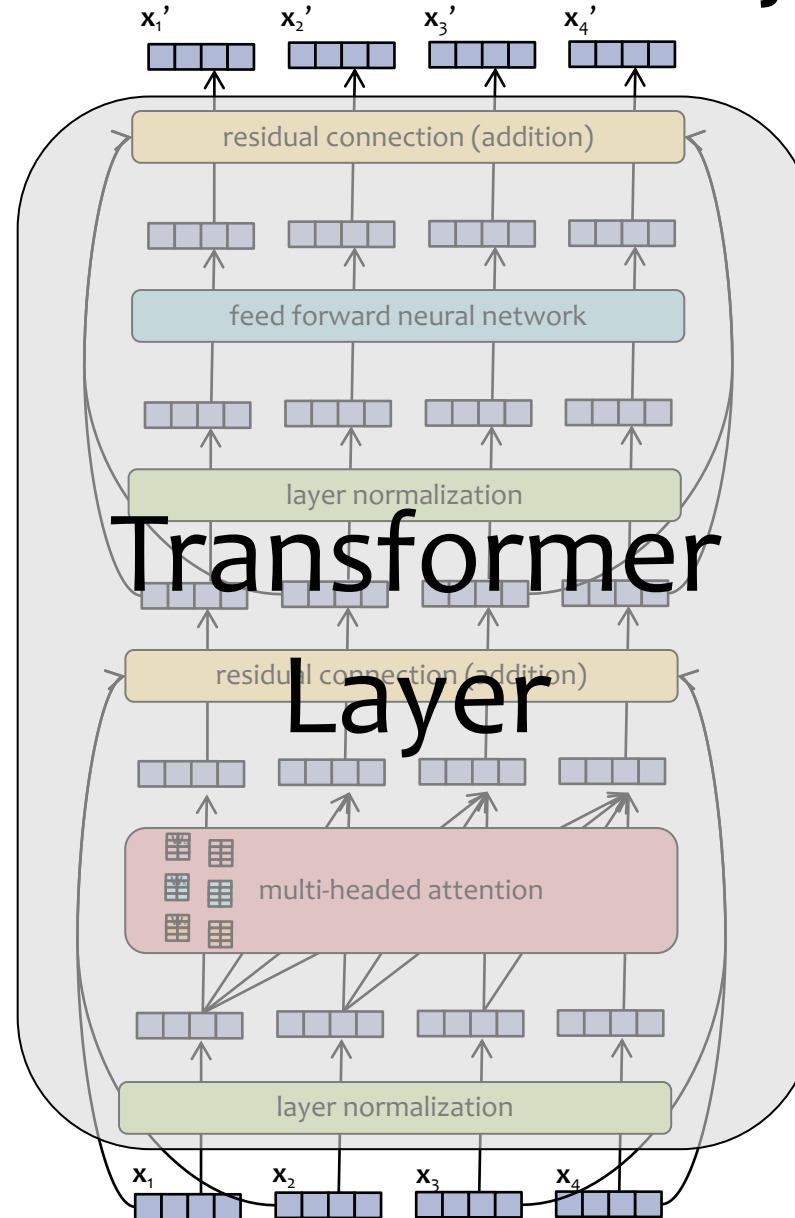 x₁’ x₂’ x₃’ x₄’
residual connection (addition)
feed forward neural network
layer normalization
Transformer
residual connection (addition)
Layer
multi-headed attention
layer normalization
x₁ x₂ x₃ x₄